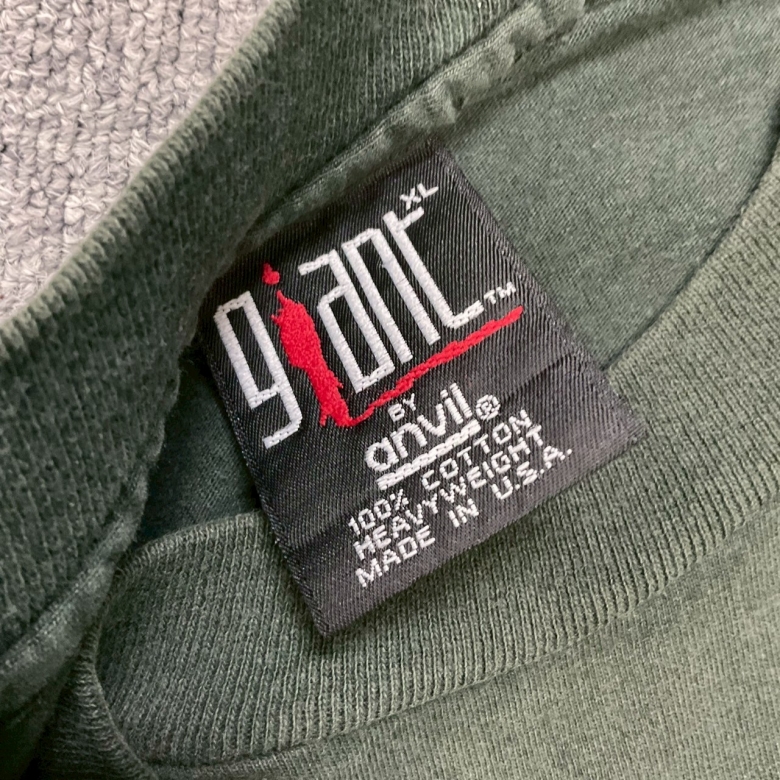 XL
giant™
BY
anvil®
100% COTTON
HEAVYWEIGHT
MADE IN U.S.A.